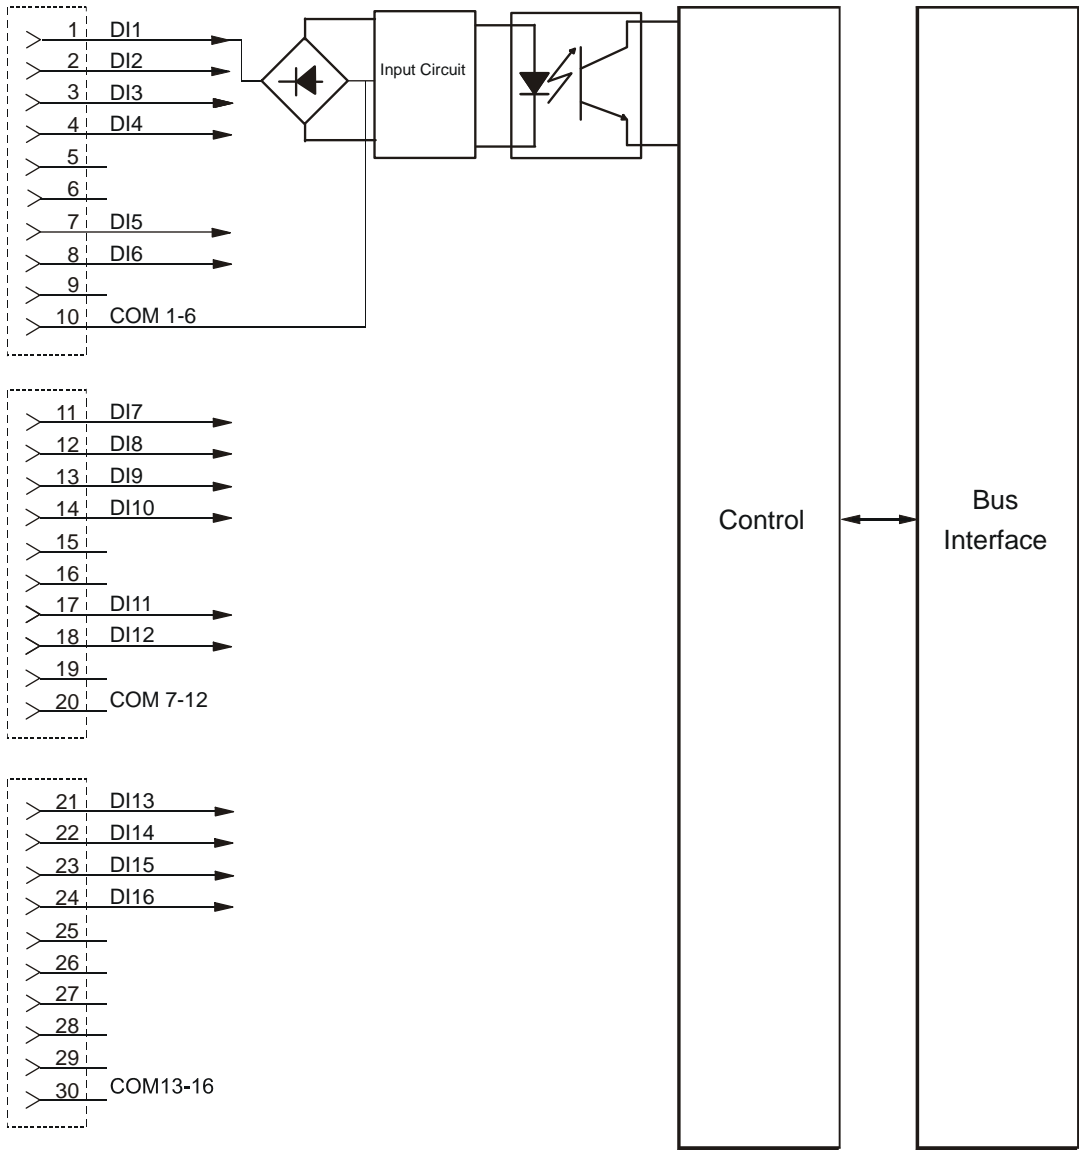 1 DI1
2 DI2
3 DI3
4 DI4
5
6
7 DI5
8 DI6
9
10 COM 1-6
Input Circuit
11 DI7
12 DI8
13 DI9
14 DI10
15
16
17 DI11
18 DI12
19
20 COM 7-12
21 DI13
22 DI14
23 DI15
24 DI16
25
26
27
28
29
30 COM13-16
Control
Bus
Interface